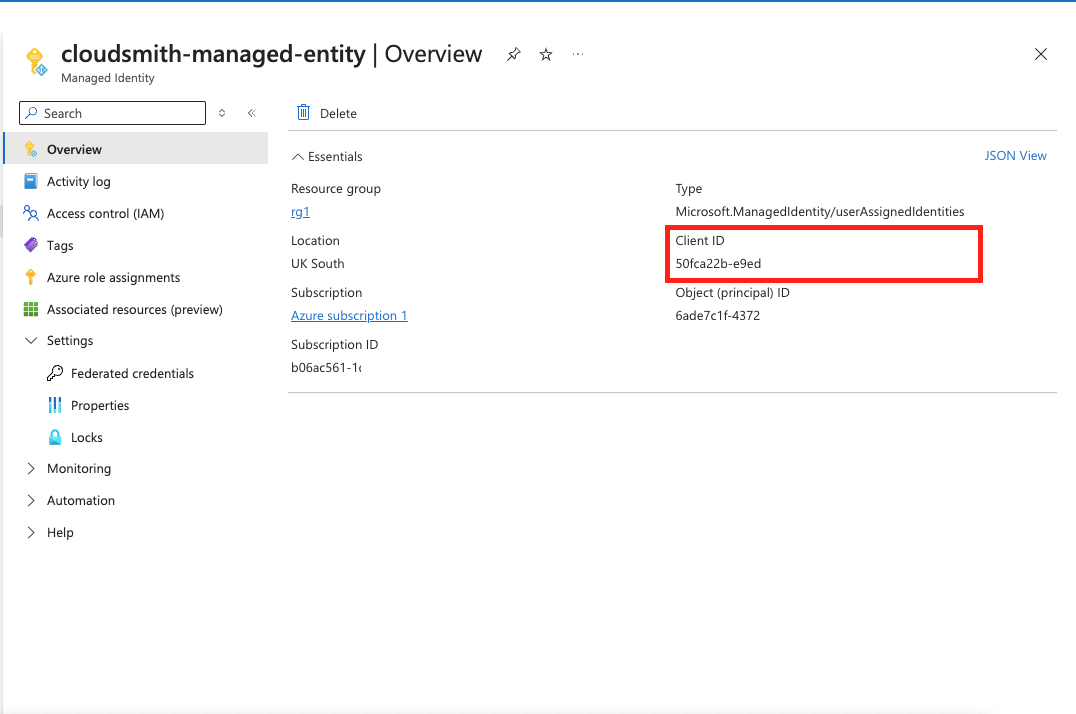 cloudsmith-managed-entity | Overview
Managed Identity
Search
Overview
Activity log
Access control (IAM)
Tags
Azure role assignments
Associated resources (preview)
Settings
Federated credentials
Properties
Locks
Monitoring
Automation
Help
Delete
Essentials
JSON View
Resource group
rg1
Location
UK South
Subscription
Azure subscription 1
Subscription ID
b06ac561-1
Type
Microsoft.ManagedIdentity/userAssignedIdentities
Client ID
50fca22b-e9ed
Object (principal) ID
6ade7c1f-4372